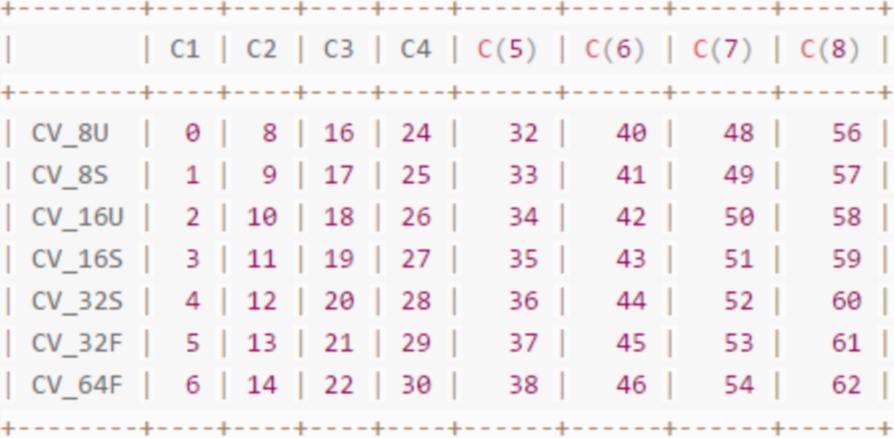 +--------+----+----+----+----+------+------+------+------+
|        | C1 | C2 | C3 | C4 | C(5) | C(6) | C(7) | C(8) |
+--------+----+----+----+----+------+------+------+------+
| CV_8U  |  0 |  8 | 16 | 24 |   32 |   40 |   48 |   56 |
| CV_8S  |  1 |  9 | 17 | 25 |   33 |   41 |   49 |   57 |
| CV_16U |  2 | 10 | 18 | 26 |   34 |   42 |   50 |   58 |
| CV_16S |  3 | 11 | 19 | 27 |   35 |   43 |   51 |   59 |
| CV_32S |  4 | 12 | 20 | 28 |   36 |   44 |   52 |   60 |
| CV_32F |  5 | 13 | 21 | 29 |   37 |   45 |   53 |   61 |
| CV_64F |  6 | 14 | 22 | 30 |   38 |   46 |   54 |   62 |
+--------+----+----+----+----+------+------+------+------+